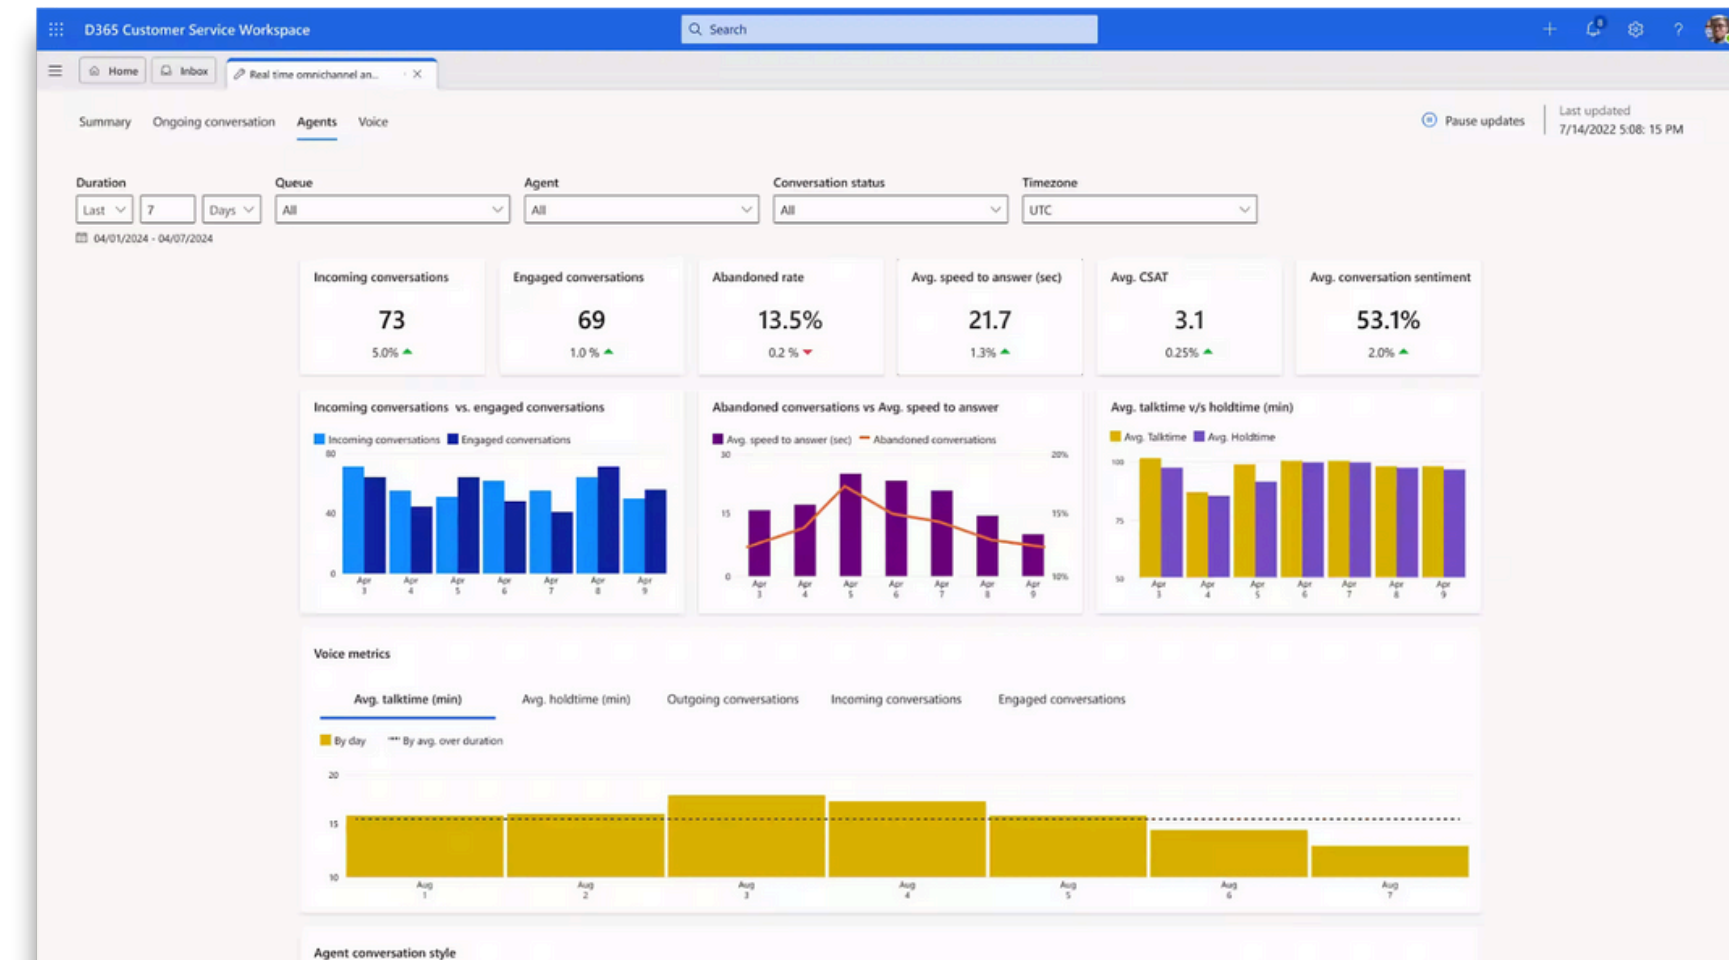 D365 Customer Service Workspace
Search
8
?
Home
Inbox
Real time omnichannel an...
Summary
Ongoing conversation
Agents
Voice
Pause updates
Last updated
7/14/2022 5:08: 15 PM
Duration
Queue
Agent
Conversation status
Timezone
Last
7
Days
All
All
All
UTC
04/01/2024 - 04/07/2024
Incoming conversations
73
5.0%
Engaged conversations
69
1.0 %
Abandoned rate
13.5%
0.2 %
Avg. speed to answer (sec)
21.7
1.3%
Avg. CSAT
3.1
0.25%
Avg. conversation sentiment
53.1%
2.0%
Incoming conversations vs. engaged conversations
Incoming conversations
Engaged conversations
80
40
0
Apr 3
Apr 4
Apr 5
Apr 6
Apr 7
Apr 8
Apr 9
Abandoned conversations vs Avg. speed to answer
Avg. speed to answer (sec)
Abandoned conversations
30
15
0
20%
15%
10%
Apr 3
Apr 4
Apr 5
Apr 6
Apr 7
Apr 8
Apr 9
Avg. talktime v/s holdtime (min)
Avg. Talktime
Avg. Holdtime
100
75
50
Apr 3
Apr 4
Apr 5
Apr 6
Apr 7
Apr 8
Apr 9
Voice metrics
Avg. talktime (min)
Avg. holdtime (min)
Outgoing conversations
Incoming conversations
Engaged conversations
By day
By avg. over duration
20
15
10
Aug 1
Aug 2
Aug 3
Aug 4
Aug 5
Aug 6
Aug 7
Agent conversation style